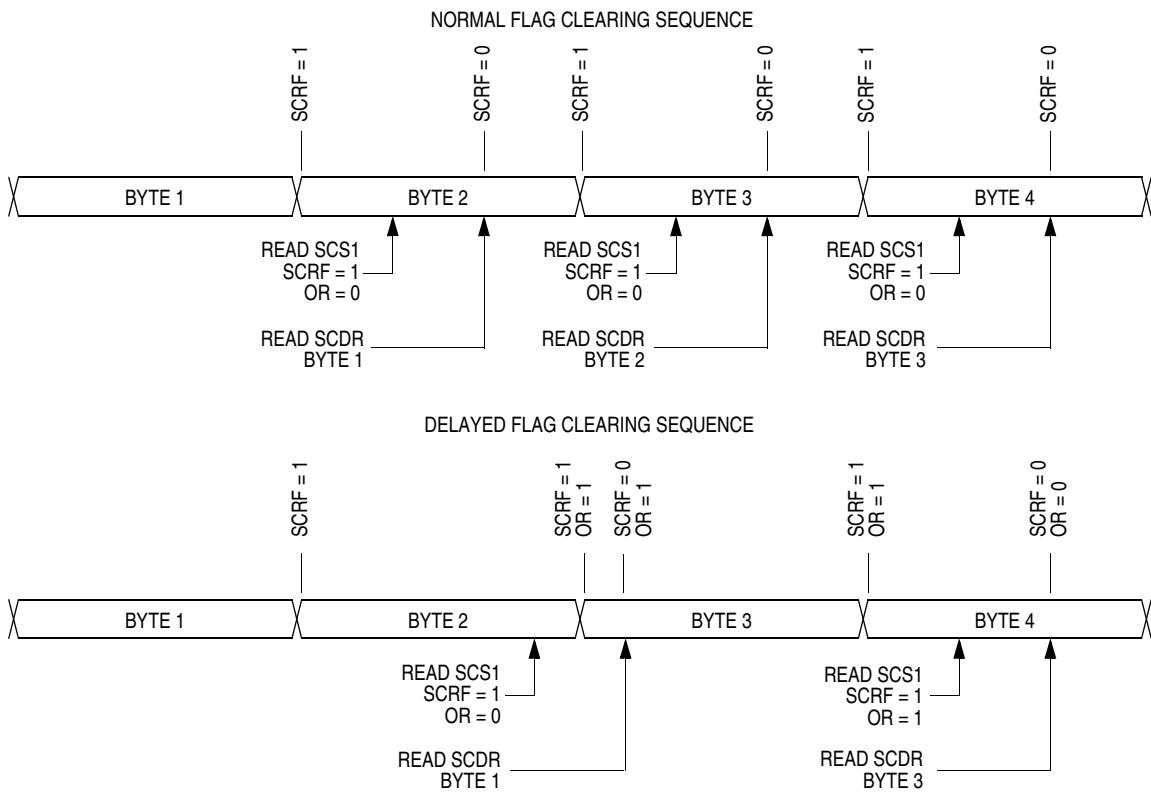 NORMAL FLAG CLEARING SEQUENCE
SCRF = 1
SCRF = 0
SCRF = 1
SCRF = 0
SCRF = 1
SCRF = 0
BYTE 1
BYTE 2
BYTE 3
BYTE 4
READ SCS1
SCRF = 1
OR = 0
READ SCS1
SCRF = 1
OR = 0
READ SCS1
SCRF = 1
OR = 0
READ SCDR
BYTE 1
READ SCDR
BYTE 2
READ SCDR
BYTE 3
DELAYED FLAG CLEARING SEQUENCE
SCRF = 1
SCRF = 1
OR = 1
SCRF = 0
OR = 1
SCRF = 1
OR = 1
SCRF = 0
OR = 0
BYTE 1
BYTE 2
BYTE 3
BYTE 4
READ SCS1
SCRF = 1
OR = 0
READ SCS1
SCRF = 1
OR = 1
READ SCDR
BYTE 1
READ SCDR
BYTE 3